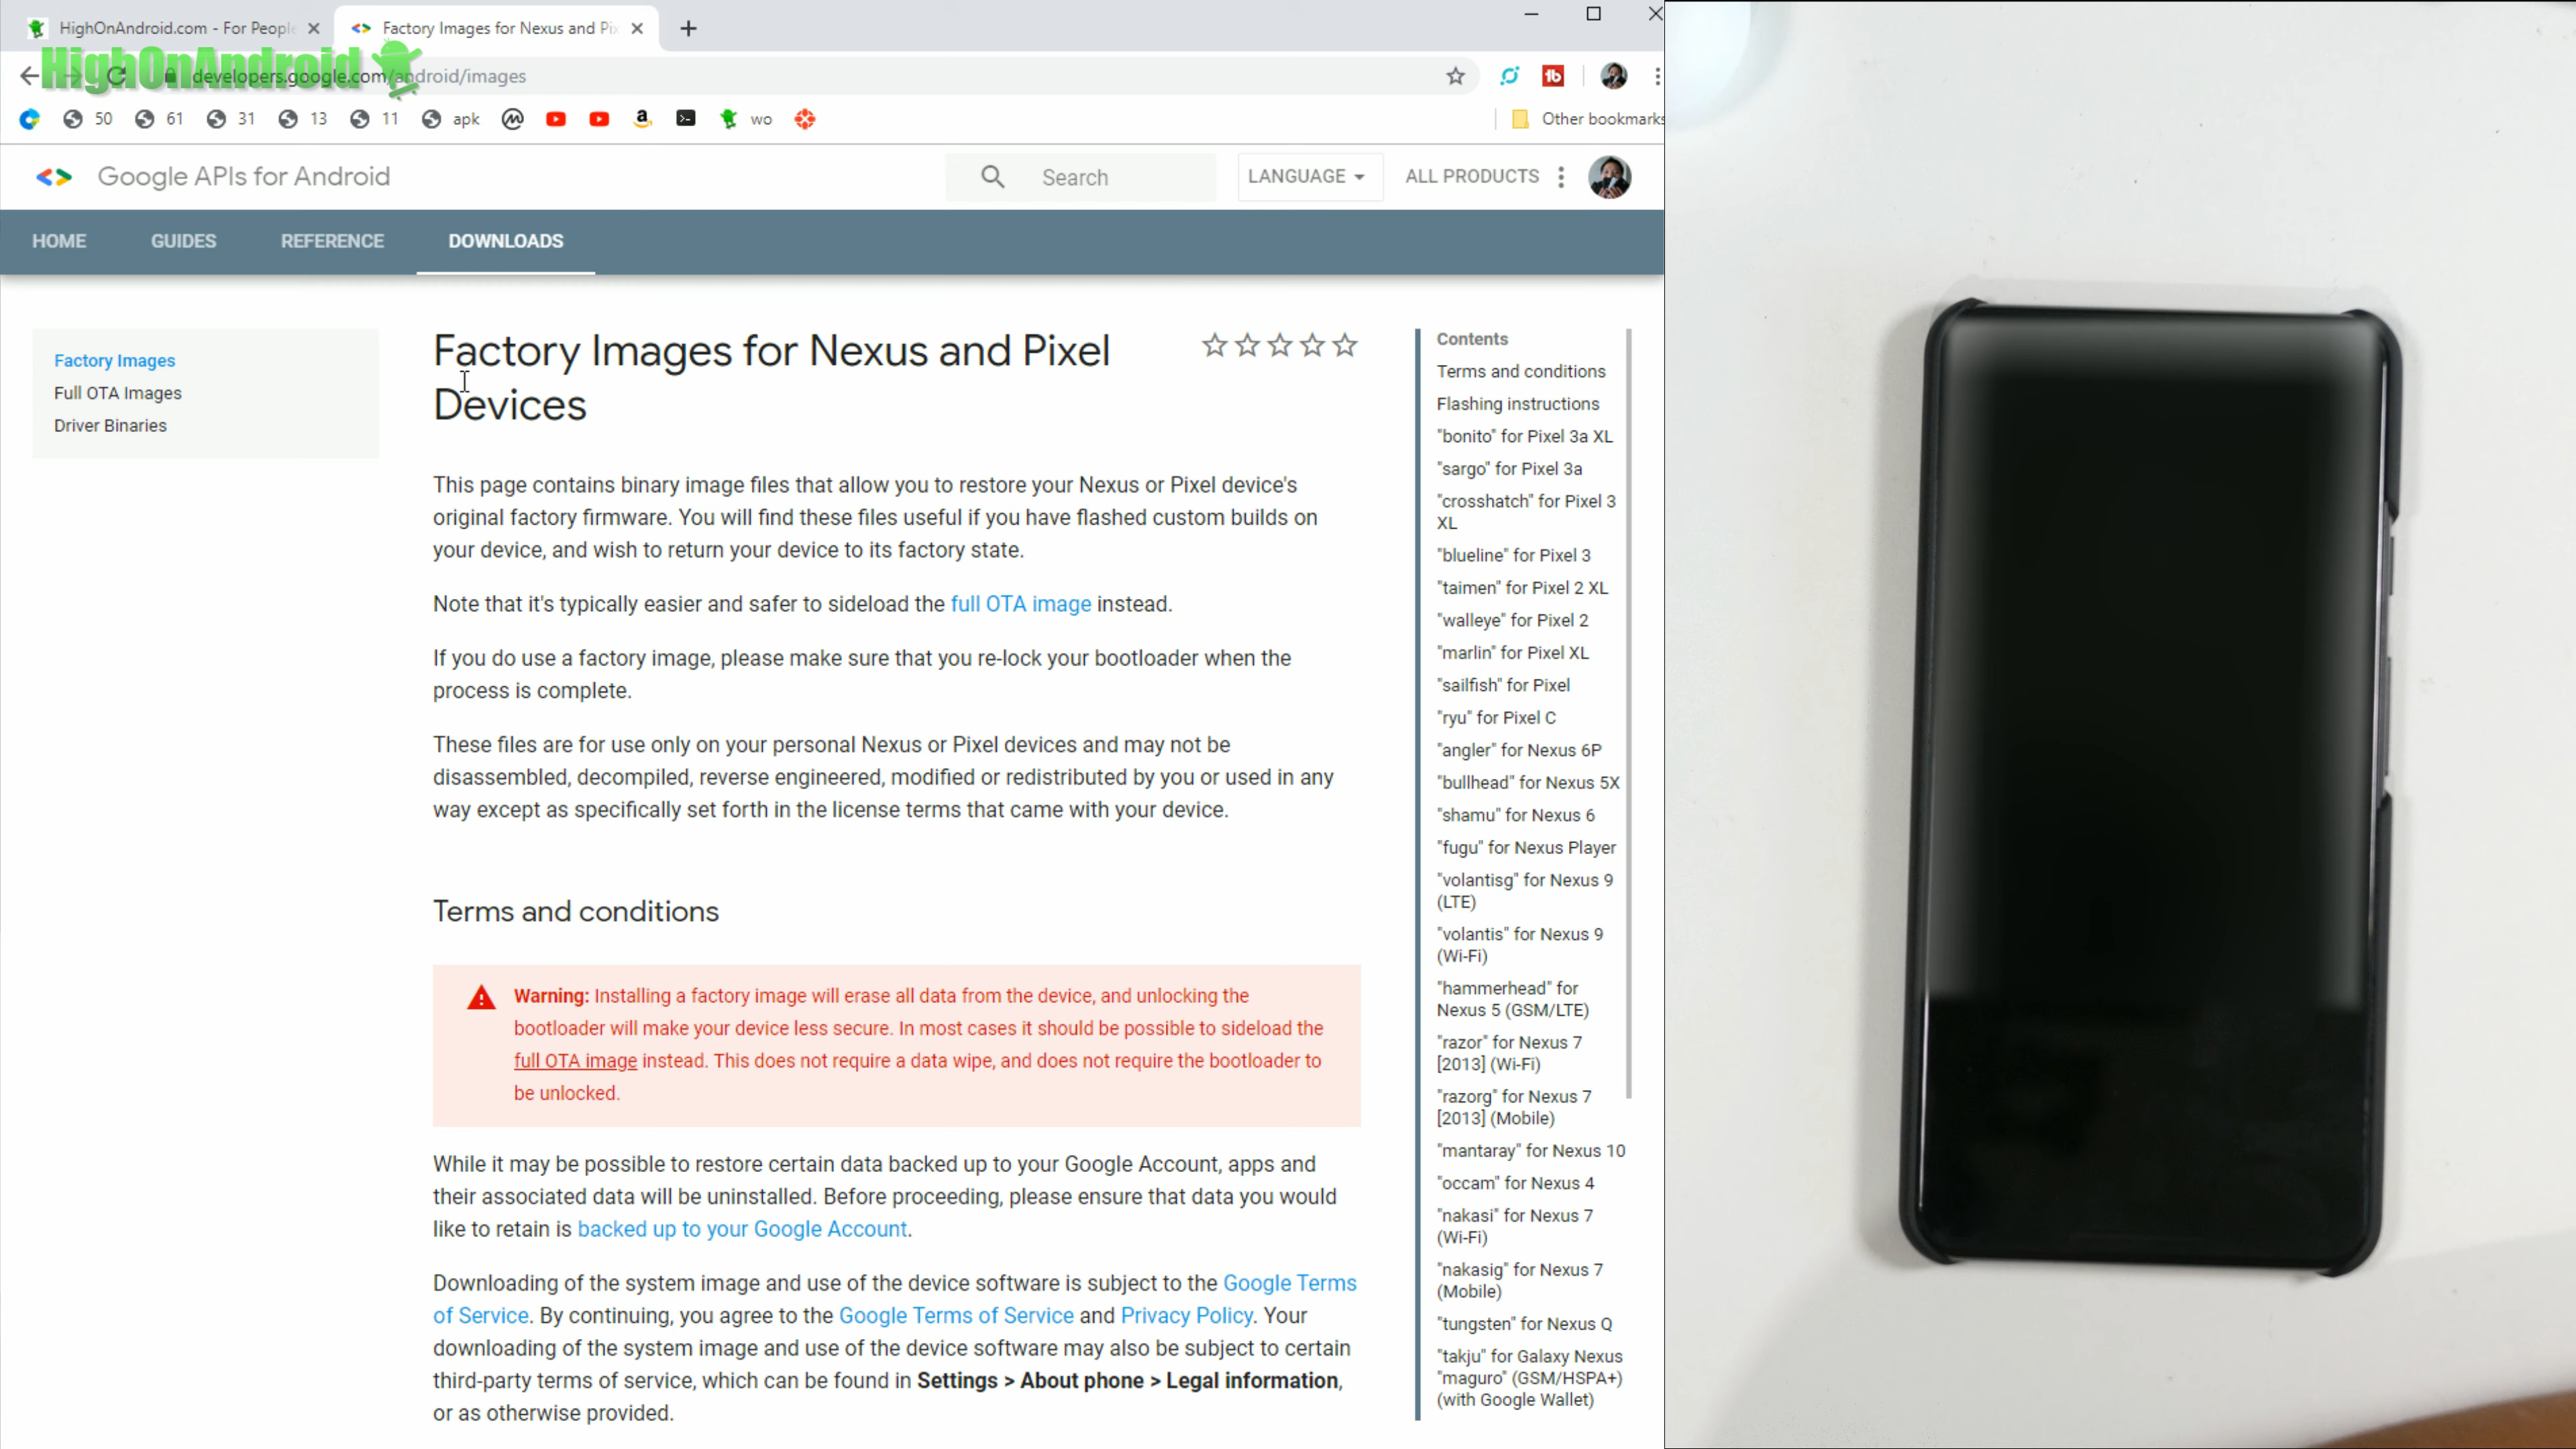 HighOnAndroid.com - For People
Factory Images for Nexus and Pix
HighOnAndroid
developers.google.com/android/images
50 61 31 13 11 apk wo
Other bookmarks
Google APIs for Android
Search
LANGUAGE
ALL PRODUCTS
HOME GUIDES REFERENCE DOWNLOADS
Factory Images
Full OTA Images
Driver Binaries
Factory Images for Nexus and Pixel
Devices
This page contains binary image files that allow you to restore your Nexus or Pixel device's
original factory firmware. You will find these files useful if you have flashed custom builds on
your device, and wish to return your device to its factory state.
Note that it's typically easier and safer to sideload the full OTA image instead.
If you do use a factory image, please make sure that you re-lock your bootloader when the
process is complete.
These files are for use only on your personal Nexus or Pixel devices and may not be
disassembled, decompiled, reverse engineered, modified or redistributed by you or used in any
way except as specifically set forth in the license terms that came with your device.
Terms and conditions
Warning: Installing a factory image will erase all data from the device, and unlocking the
bootloader will make your device less secure. In most cases it should be possible to sideload the
full OTA image instead. This does not require a data wipe, and does not require the bootloader to
be unlocked.
While it may be possible to restore certain data backed up to your Google Account, apps and
their associated data will be uninstalled. Before proceeding, please ensure that data you would
like to retain is backed up to your Google Account.
Downloading of the system image and use of the device software is subject to the Google Terms
of Service. By continuing, you agree to the Google Terms of Service and Privacy Policy. Your
downloading of the system image and use of the device software may also be subject to certain
third-party terms of service, which can be found in Settings > About phone > Legal information,
or as otherwise provided.
Contents
Terms and conditions
Flashing instructions
"bonito" for Pixel 3a XL
"sargo" for Pixel 3a
"crosshatch" for Pixel 3
XL
"blueline" for Pixel 3
"taimen" for Pixel 2 XL
"walleye" for Pixel 2
"marlin" for Pixel XL
"sailfish" for Pixel
"ryu" for Pixel C
"angler" for Nexus 6P
"bullhead" for Nexus 5X
"shamu" for Nexus 6
"fugu" for Nexus Player
"volantisg" for Nexus 9
(LTE)
"volantis" for Nexus 9
(Wi-Fi)
"hammerhead" for
Nexus 5 (GSM/LTE)
"razor" for Nexus 7
[2013] (Wi-Fi)
"razorg" for Nexus 7
[2013] (Mobile)
"mantaray" for Nexus 10
"occam" for Nexus 4
"nakasi" for Nexus 7
(Wi-Fi)
"nakasig" for Nexus 7
(Mobile)
"tungsten" for Nexus Q
"takju" for Galaxy Nexus
"maguro" (GSM/HSPA+)
(with Google Wallet)